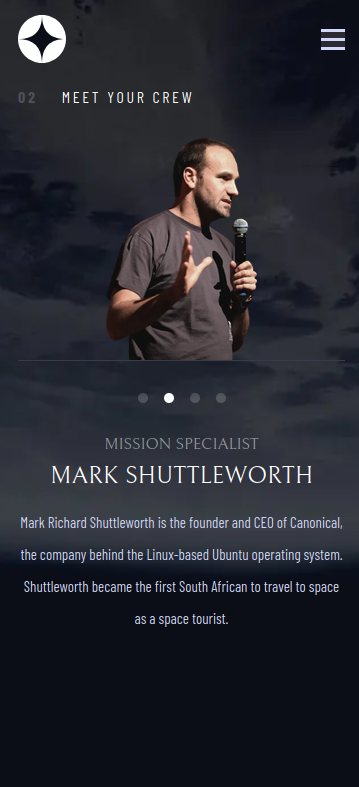 02 MEET YOUR CREW
MISSION SPECIALIST
MARK SHUTTLEWORTH
Mark Richard Shuttleworth is the founder and CEO of Canonical,
the company behind the Linux-based Ubuntu operating system.
Shuttleworth became the first South African to travel to space
as a space tourist.